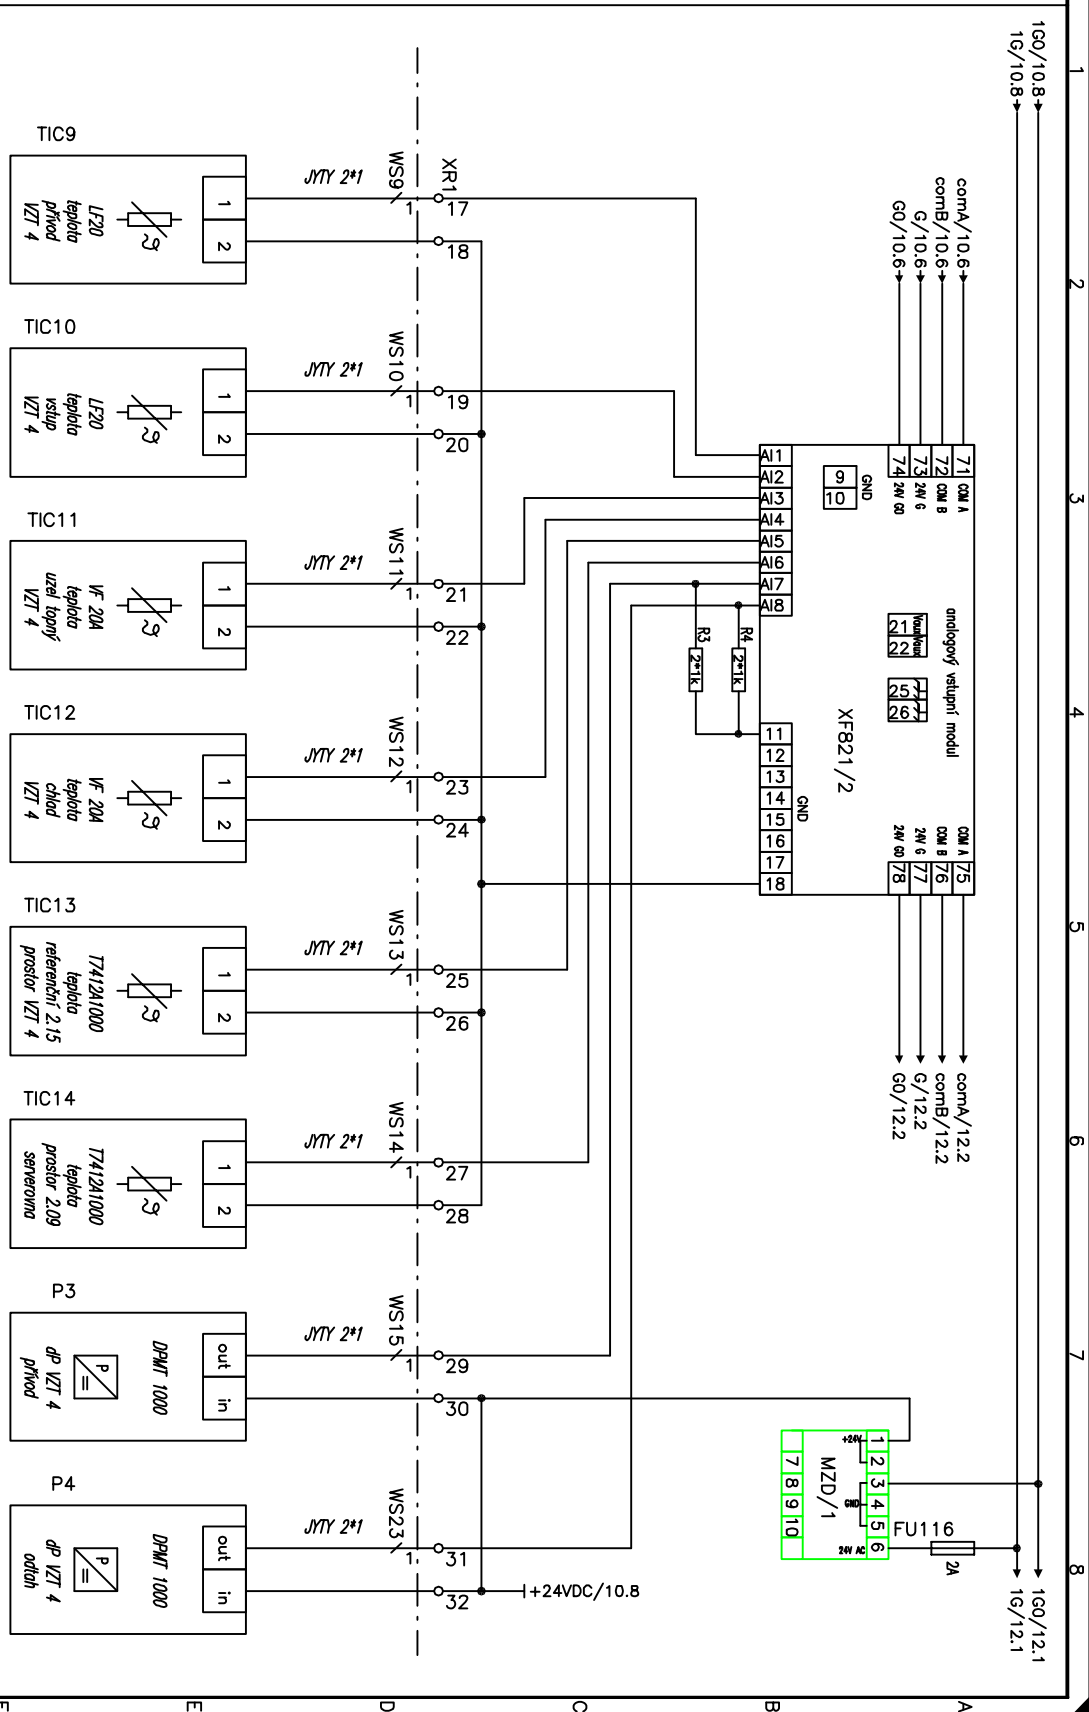 1
2
3
4
5
6
7
8
A
B
C
D
E
F
1G0/10.8
1G/10.8
1G0/12.1
1G/12.1
comA/10.6
comB/10.6
G/10.6
G0/10.6
71 COM A
72 COM B
73 24V G
74 24V G0
75 COM A
76 COM B
77 24V G
78 24V G0
comA/12.2
comB/12.2
G/12.2
G0/12.2
analogový vstupní modul
XF821/2
21 Vaux
22 Vaux
25
26
GND
9
10
AI1
AI2
AI3
AI4
AI5
AI6
AI7
AI8
11
12
13
14
15
16
17
18
GND
R3
2*1k
R4
2*1k
FU116
2A
MZD/1
1
2
3
4
5
6
+24V
GND
24V AC
7
8
9
10
+24VDC/10.8
XR1
17
18
19
20
21
22
23
24
25
26
27
28
29
30
31
32
WS9
1
WS10
1
WS11
1
WS12
1
WS13
1
WS14
1
WS15
1
WS23
1
JYTY 2*1
JYTY 2*1
JYTY 2*1
JYTY 2*1
JYTY 2*1
JYTY 2*1
JYTY 2*1
JYTY 2*1
TIC9
1
2
LF20
teplota
přívod
VZT 4
TIC10
1
2
LF20
teplota
vstup
VZT 4
TIC11
1
2
VF 20A
teplota
uzel topný
VZT 4
TIC12
1
2
VF 20A
teplota
chlad
VZT 4
TIC13
1
2
T7412A1000
teplota
referenční 2.15
prostor VZT 4
TIC14
1
2
T7412A1000
teplota
prostor 2.09
serverovna
P3
out
in
DPMT 1000
P
=
dP VZT 4
přívod
P4
out
in
DPMT 1000
P
=
dP VZT 4
odtah